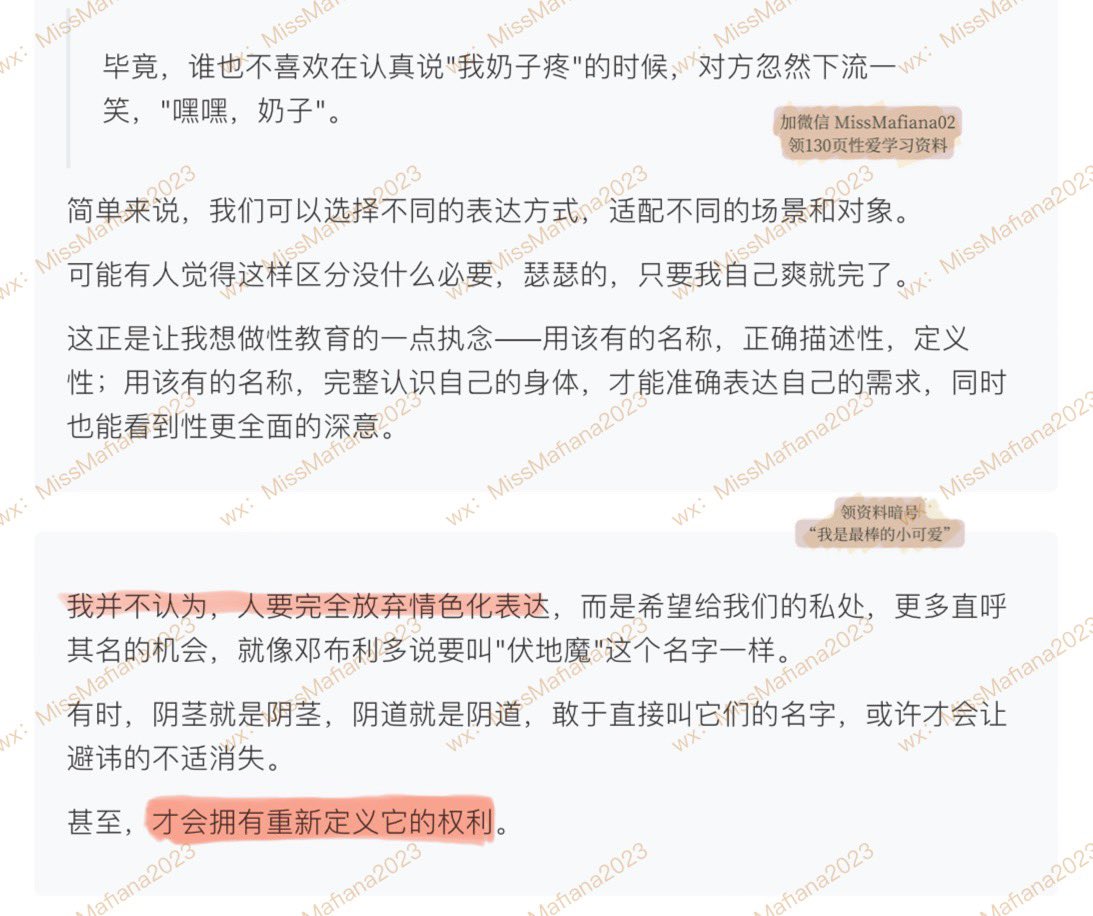 毕竟，谁也不喜欢在认真说"我奶子疼"的时候，对方忽然下流一
笑，"嘿嘿，奶子"。
加微信 MissMafiana02
领130页性爱学习资料
简单来说，我们可以选择不同的表达方式，适配不同的场景和对象。
可能有人觉得这样区分没什么必要，瑟瑟的，只要我自己爽就完了。
这正是让我想做性教育的一点执念——用该有的名称，正确描述性，定义
性；用该有的名称，完整认识自己的身体，才能准确表达自己的需求，同时
也能看到性更全面的深意。
领资料暗号
“我是最棒的小可爱”
我并不认为，人要完全放弃情色化表达，而是希望给我们的私处，更多直呼
其名的机会，就像邓布利多说要叫"伏地魔"这个名字一样。
有时，阴茎就是阴茎，阴道就是阴道，敢于直接叫它们的名字，或许才会让
避讳的不适消失。
甚至，才会拥有重新定义它的权利。
wx：MissMafiana2023